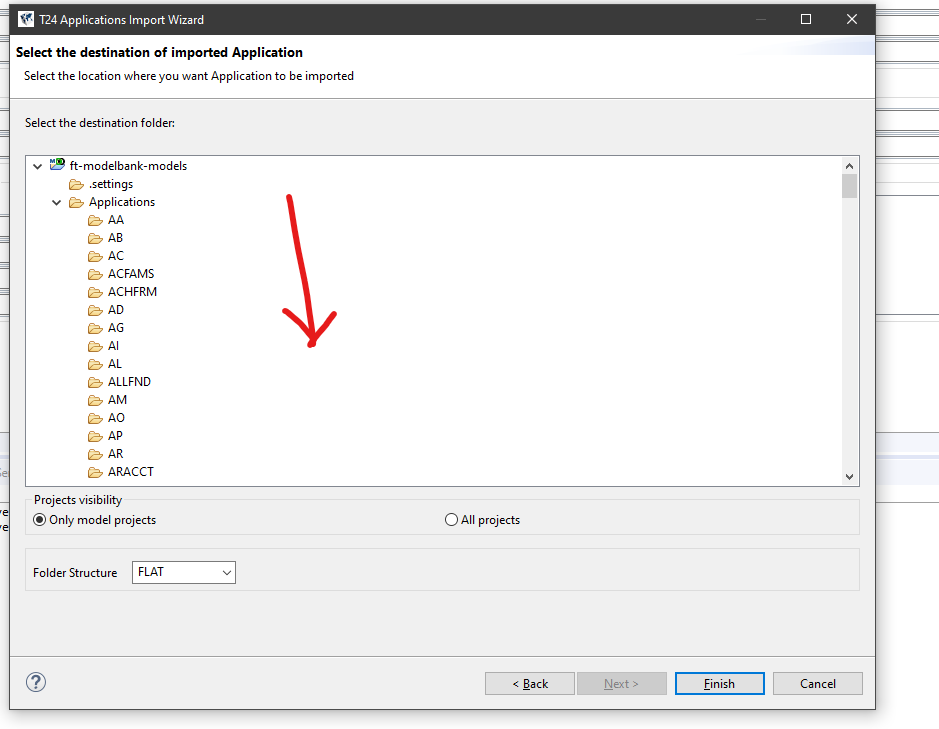 T24 Applications Import Wizard
Select the destination of imported Application
Select the location where you want Application to be imported
Select the destination folder:
ft-modelbank-models
.settings
Applications
AA
AB
AC
ACFAMS
ACHFRM
AD
AG
AI
AL
ALLFND
AM
AO
AP
AR
ARACCT
Projects visibility
Only model projects
All projects
Folder Structure
FLAT
< Back
Next >
Finish
Cancel